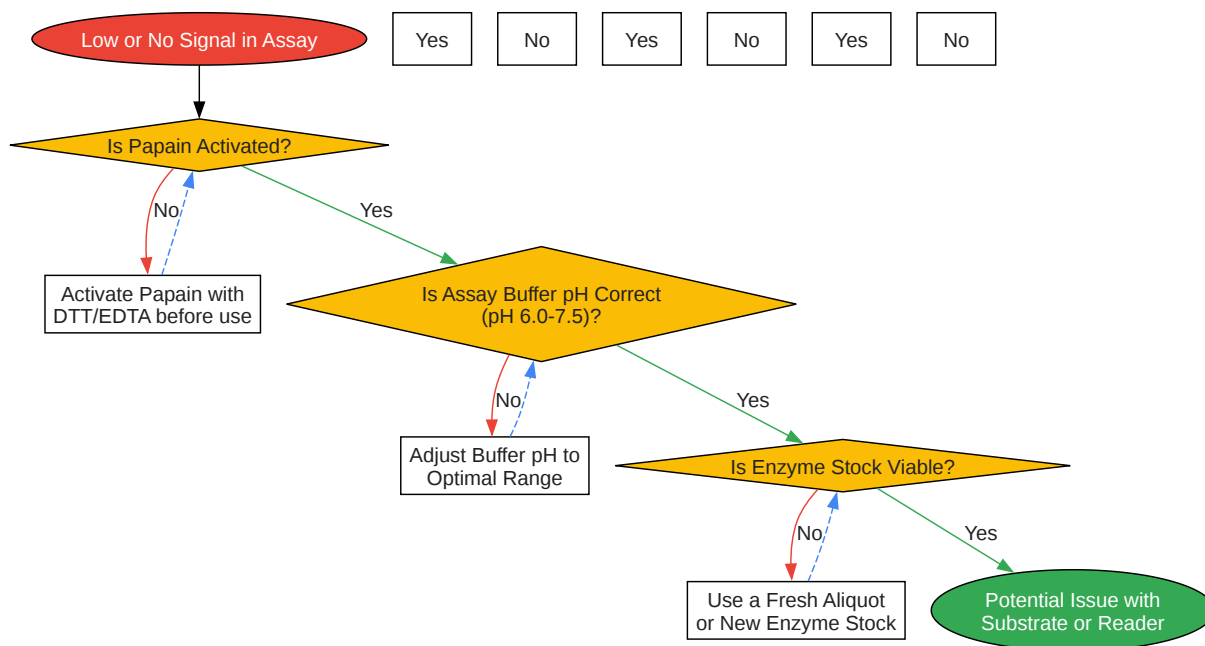 Low or No Signal in Assay
Yes
No
Yes
No
Yes
No
Is Papain Activated?
No
Yes
Activate Papain with
DTT/EDTA before use
Is Assay Buffer pH Correct
(pH 6.0-7.5)?
No
Yes
Adjust Buffer pH to
Optimal Range
Is Enzyme Stock Viable?
No
Yes
Use a Fresh Aliquot
or New Enzyme Stock
Potential Issue with
Substrate or Reader